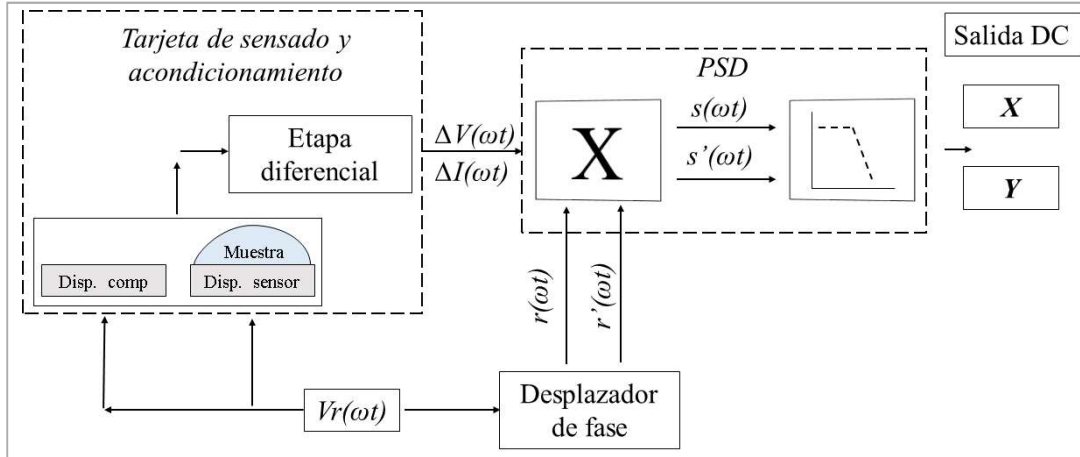 Tarjeta de sensado y
acondicionamiento
Etapa
diferencial
Muestra
Disp. comp
Disp. sensor
ΔV(ωt)
ΔI(ωt)
PSD
X
s(ωt)
s’(ωt)
Salida DC
X
Y
r(ωt)
r’(ωt)
Vr(ωt)
Desplazador
de fase